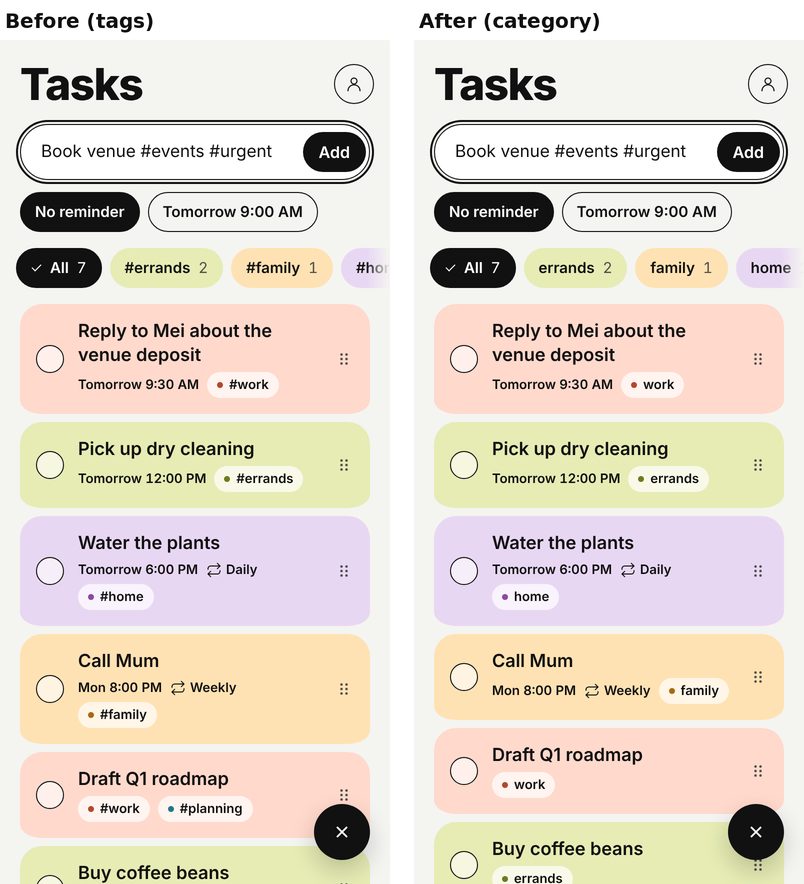 Before (tags)
Tasks
Book venue #events #urgent
Add
No reminder
Tomorrow 9:00 AM
All 7
#errands 2
#family 1
Reply to Mei about the
venue deposit
Tomorrow 9:30 AM
#work
Pick up dry cleaning
Tomorrow 12:00 PM
#errands
Water the plants
Tomorrow 6:00 PM
Daily
#home
Call Mum
Mon 8:00 PM
Weekly
#family
Draft Q1 roadmap
#work
#planning
Buy coffee beans
After (category)
Tasks
Book venue #events #urgent
Add
No reminder
Tomorrow 9:00 AM
All 7
errands 2
family 1
home
Reply to Mei about the
venue deposit
Tomorrow 9:30 AM
work
Pick up dry cleaning
Tomorrow 12:00 PM
errands
Water the plants
Tomorrow 6:00 PM
Daily
home
Call Mum
Mon 8:00 PM
Weekly
family
Draft Q1 roadmap
work
Buy coffee beans
errands